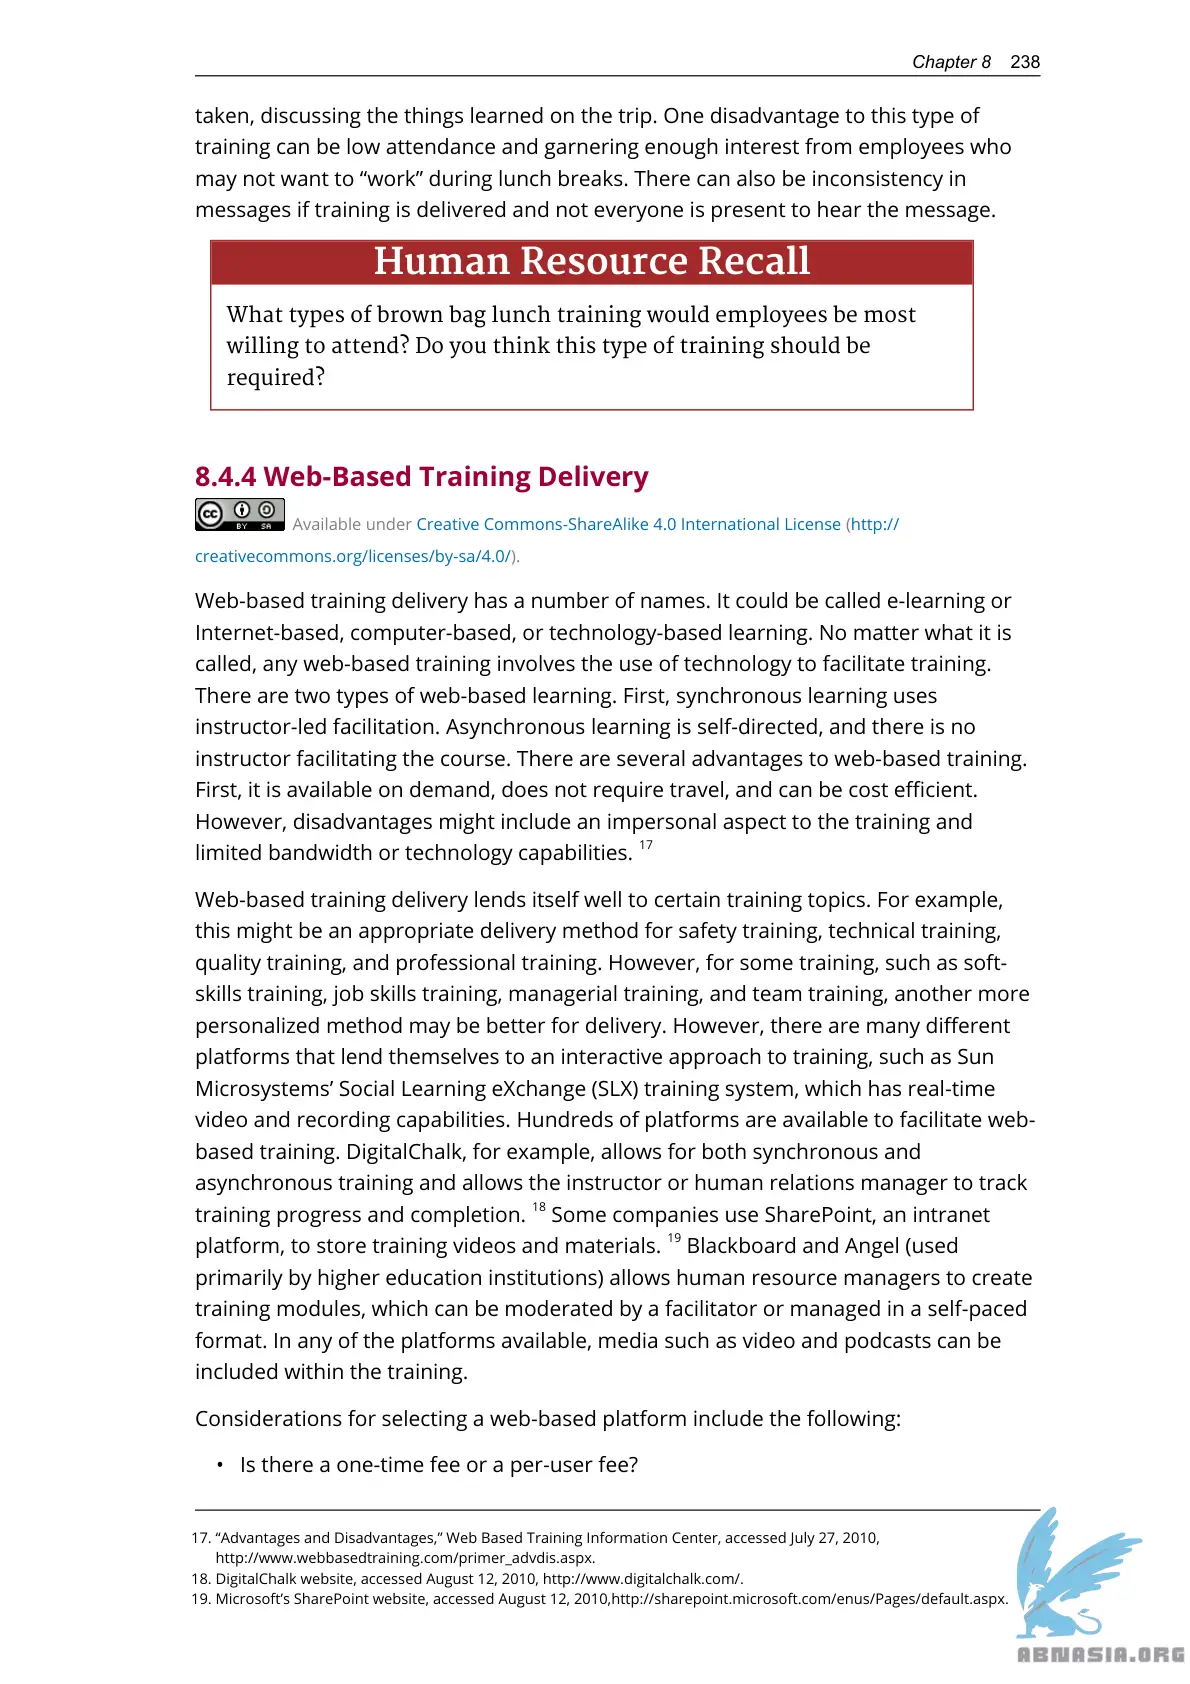 Chapter 8 238
taken, discussing the things learned on the trip. One disadvantage to this type of
training can be low attendance and garnering enough interest from employees who
may not want to “work” during lunch breaks. There can also be inconsistency in
messages if training is delivered and not everyone is present to hear the message.
Human Resource Recall
What types of brown bag lunch training would employees be most
willing to attend? Do you think this type of training should be
required?
8.4.4 Web-Based Training Delivery
cc BY SA Available under Creative Commons-ShareAlike 4.0 International License (http://
creativecommons.org/licenses/by-sa/4.0/).
Web-based training delivery has a number of names. It could be called e-learning or
Internet-based, computer-based, or technology-based learning. No matter what it is
called, any web-based training involves the use of technology to facilitate training.
There are two types of web-based learning. First, synchronous learning uses
instructor-led facilitation. Asynchronous learning is self-directed, and there is no
instructor facilitating the course. There are several advantages to web-based training.
First, it is available on demand, does not require travel, and can be cost efficient.
However, disadvantages might include an impersonal aspect to the training and
limited bandwidth or technology capabilities. 17
Web-based training delivery lends itself well to certain training topics. For example,
this might be an appropriate delivery method for safety training, technical training,
quality training, and professional training. However, for some training, such as soft-
skills training, job skills training, managerial training, and team training, another more
personalized method may be better for delivery. However, there are many different
platforms that lend themselves to an interactive approach to training, such as Sun
Microsystems’ Social Learning eXchange (SLX) training system, which has real-time
video and recording capabilities. Hundreds of platforms are available to facilitate web-
based training. DigitalChalk, for example, allows for both synchronous and
asynchronous training and allows the instructor or human relations manager to track
training progress and completion. 18 Some companies use SharePoint, an intranet
platform, to store training videos and materials. 19 Blackboard and Angel (used
primarily by higher education institutions) allows human resource managers to create
training modules, which can be moderated by a facilitator or managed in a self-paced
format. In any of the platforms available, media such as video and podcasts can be
included within the training.
Considerations for selecting a web-based platform include the following:
• Is there a one-time fee or a per-user fee?
17. “Advantages and Disadvantages,” Web Based Training Information Center, accessed July 27, 2010,
http://www.webbasedtraining.com/primer_advdis.aspx.
18. DigitalChalk website, accessed August 12, 2010, http://www.digitalchalk.com/.
19. Microsoft’s SharePoint website, accessed August 12, 2010,http://sharepoint.microsoft.com/enus/Pages/default.aspx.
ABNASIA.ORG